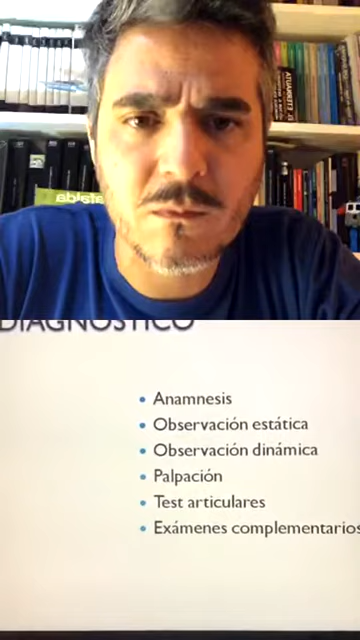 DIAGNÓSTICO
Anamnesis
Observación estática
Observación dinámica
Palpación
Test articulares
Exámenes complementarios